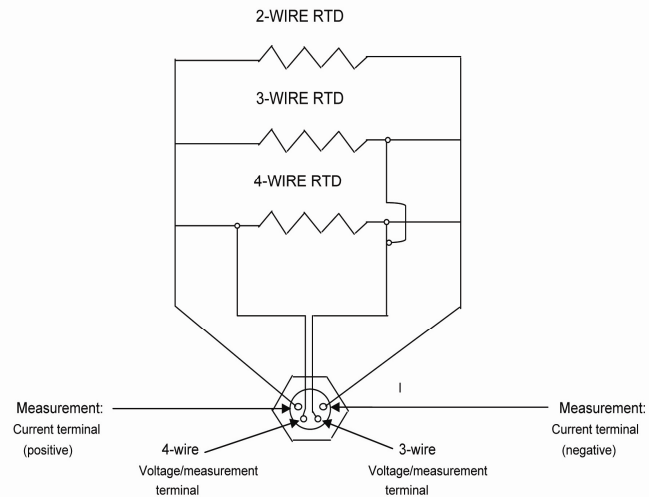 2-WIRE RTD
3-WIRE RTD
4-WIRE RTD
I
Measurement:
Current terminal
(positive)
4-wire
Voltage/measurement
terminal
3-wire
Voltage/measurement
terminal
Measurement:
Current terminal
(negative)